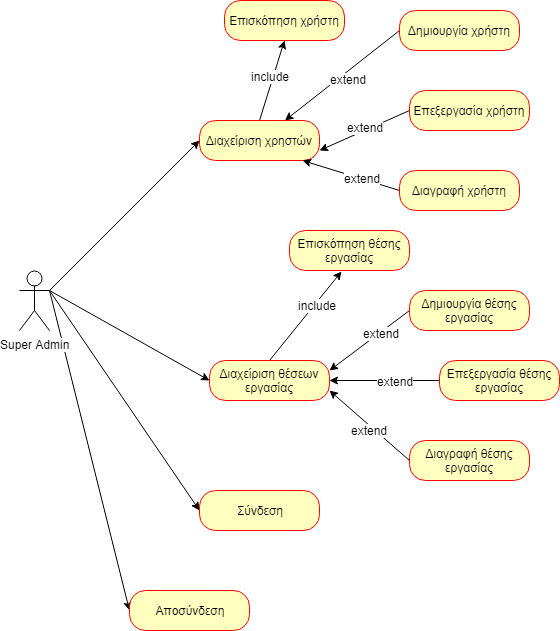 Επισκόπηση χρήστη
Δημιουργία χρήστη
include
extend
Επεξεργασία χρήστη
extend
Διαχείριση χρηστών
extend
Διαγραφή χρήστη
Επισκόπηση θέσης
εργασίας
include
Δημιουργία θέσης
εργασίας
extend
Super Admin
Διαχείριση θέσεων
εργασίας
extend
Επεξεργασία θέσης
εργασίας
extend
Διαγραφή θέσης
εργασίας
Σύνδεση
Αποσύνδεση